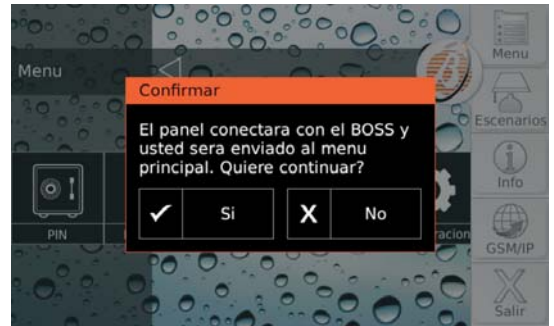 Menu
Menu
Confirmar
Escenarios
El panel conectara con el BOSS y
usted sera enviado al menu
principal. Quiere continuar?
Info
Si
X
No
PIN
racion
GSM/IP
Salir